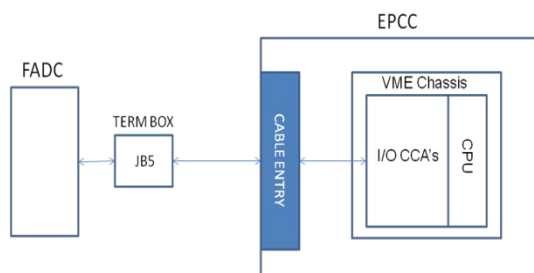 EPCC
FADC
VME Chassis
TERM BOX
JB5
CABLE ENTRY
I/O CCA's
CPU